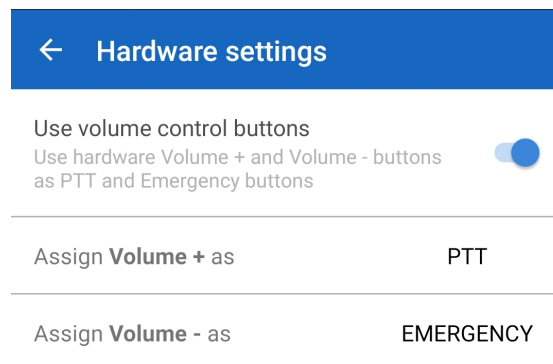 Hardware settings
Use volume control buttons
Use hardware Volume + and Volume - buttons
as PTT and Emergency buttons
Assign Volume + as PTT
Assign Volume - as EMERGENCY